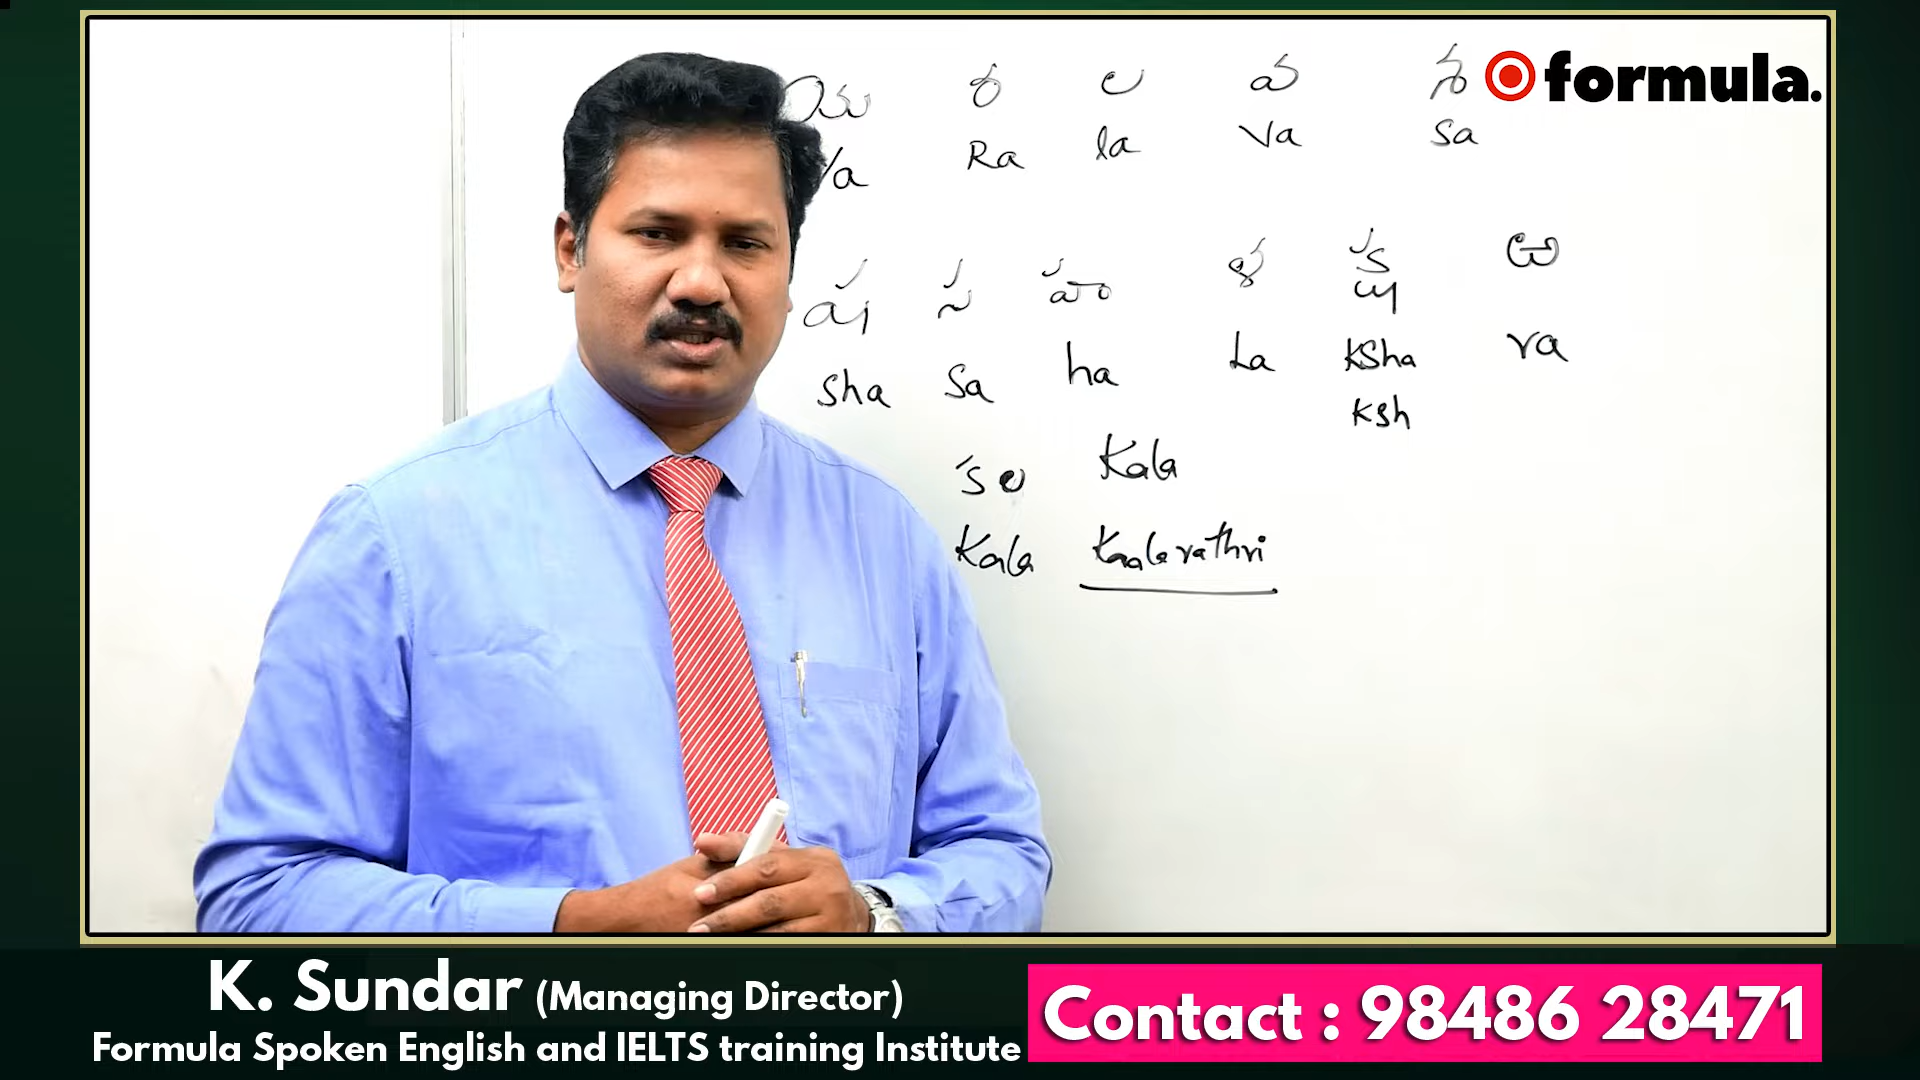 formula.
య ర ల వ శ
Ra la Va Sa
ష స హ ళ క్ష ఱ
sha Sa ha La KSha ra
Ksh
కల Kala
Kala Kaalarathri
K. Sundar (Managing Director)
Formula Spoken English and IELTS training Institute
Contact : 98486 28471